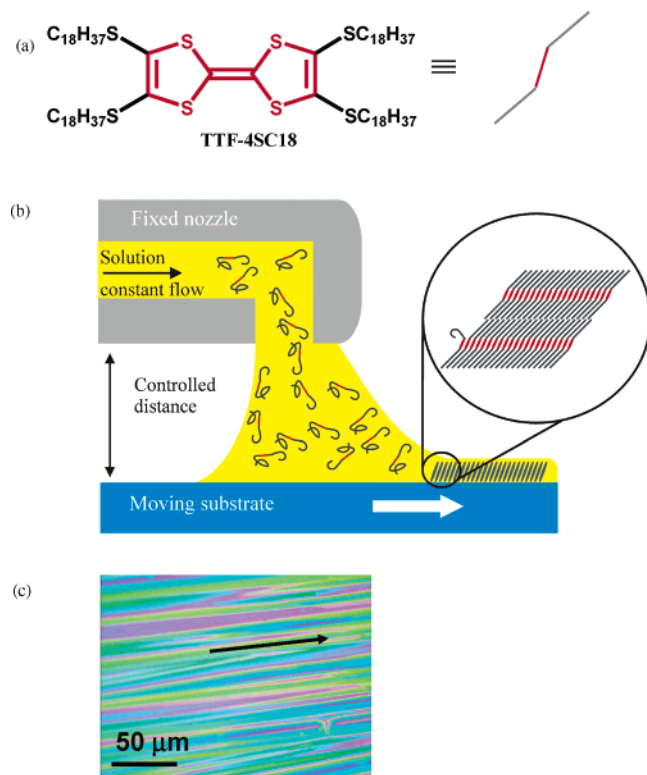 (a)
C18H37S
S
S
SC18H37
C18H37S
S
S
SC18H37
TTF-4SC18
(b)
Fixed nozzle
Solution
constant flow
Controlled
distance
Moving substrate
(c)
50 μm